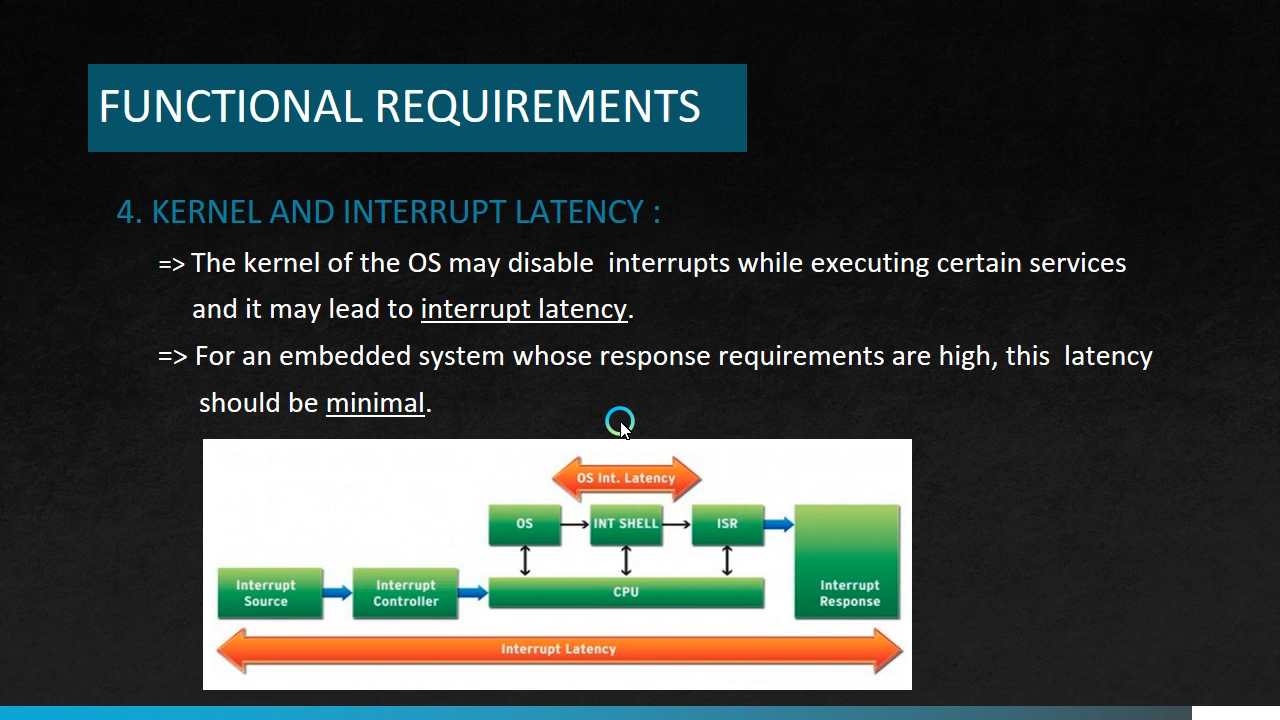 FUNCTIONAL REQUIREMENTS
4. KERNEL AND INTERRUPT LATENCY :
=> The kernel of the OS may disable interrupts while executing certain services
and it may lead to interrupt latency.
=> For an embedded system whose response requirements are high, this latency
should be minimal.
OS Int. Latency
OS
INT SHELL
ISR
Interrupt
Source
Interrupt
Controller
CPU
Interrupt
Response
Interrupt Latency